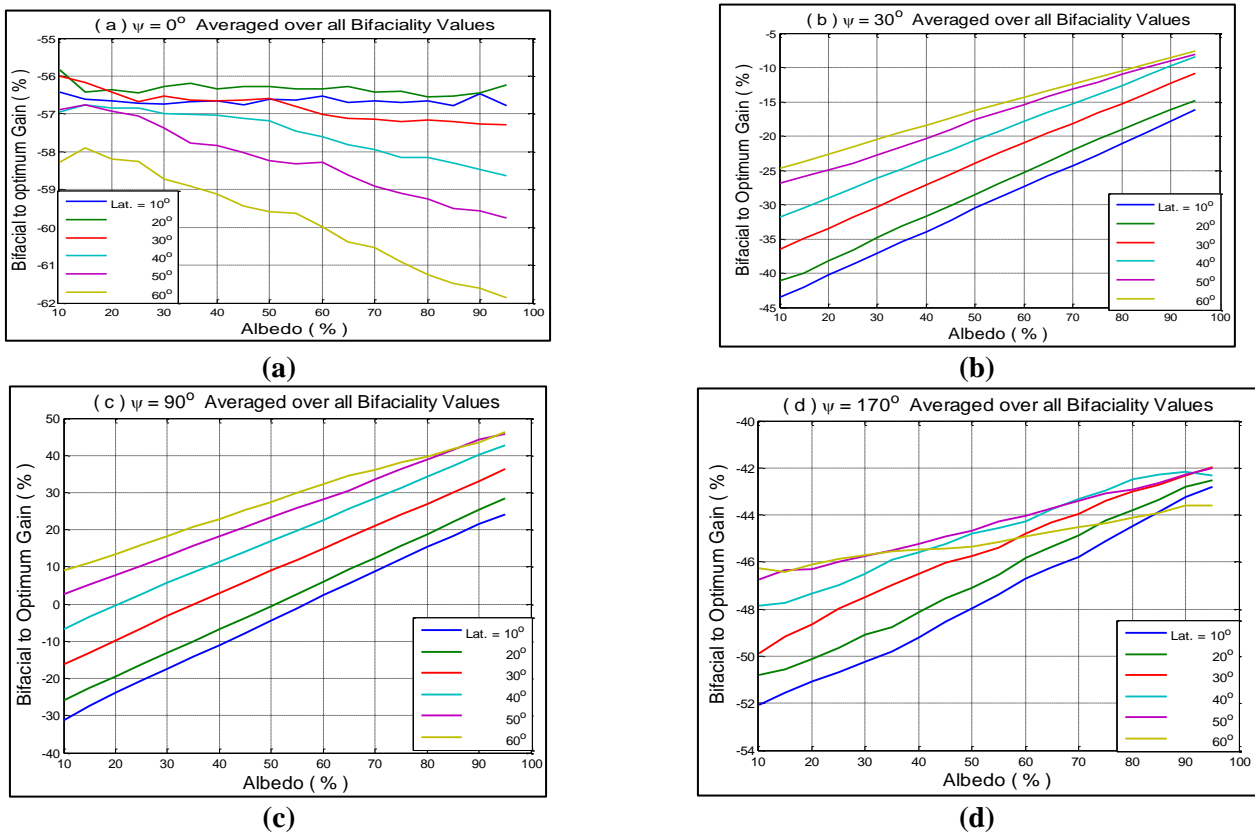 ( a ) ψ = 0° Averaged over all Bifaciality Values
Bifacial to optimum Gain ( % )
-55
-56
-57
-58
-59
-60
-61
-62
Lat. = 10°
20°
30°
40°
50°
60°
10 20 30 40 50 60 70 80 90 100
Albedo ( % )
(a)
( b ) ψ = 30° Averaged over all Bifaciality Values
Bifacial to Optimum Gain ( % )
-5
-10
-15
-20
-25
-30
-35
-40
-45
Lat. = 10°
20°
30°
40°
50°
60°
10 20 30 40 50 60 70 80 90 100
Albedo ( % )
(b)
( c ) ψ = 90° Averaged over all Bifaciality Values
Bifacial to Optimum Gain ( % )
50
40
30
20
10
0
-10
-20
-30
-40
Lat. = 10°
20°
30°
40°
50°
60°
10 20 30 40 50 60 70 80 90 100
Albedo ( % )
(c)
( d ) ψ = 170° Averaged over all Bifaciality Values
Bifacial to Optimum Gain ( % )
-40
-42
-44
-46
-48
-50
-52
-54
Lat. = 10°
20°
30°
40°
50°
60°
10 20 30 40 50 60 70 80 90 100
Albedo ( % )
(d)